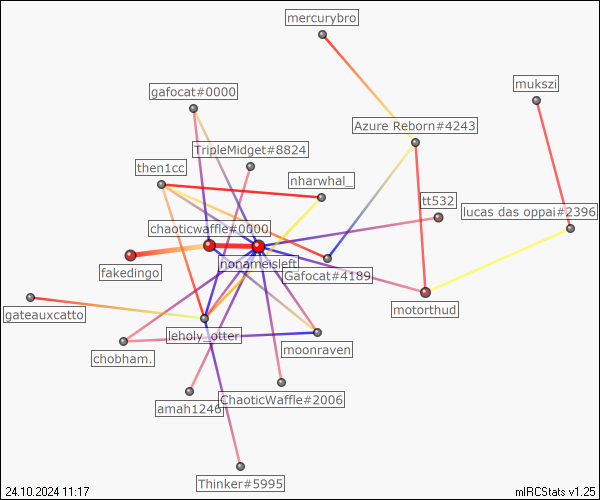 mercurybro
mukszi
gafocat#0000
Azure Reborn#4243
TripleMidget#8824
then1cc
nharwhal_
tt532
lucas das oppai#2396
chaoticwaffle#0000
nonameisleft
fakedingo
Gafocat#4189
motorthud
gateauxcatto
leholy_otter
moonraven
chobham.
ChaoticWaffle#2006
amah1246
Thinker#5995
24.10.2024 11:17
mIRCStats v1.25